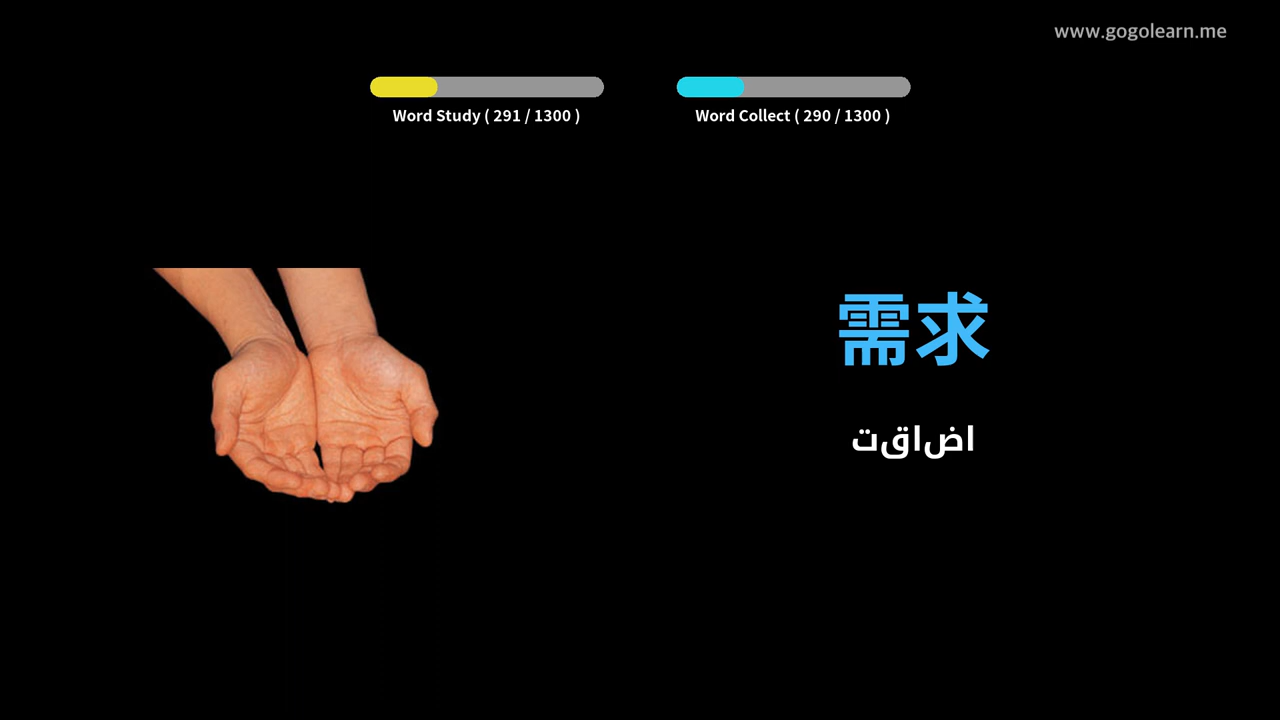 www.gogolearn.me
Word Study ( 291 / 1300 )
Word Collect ( 290 / 1300 )
需求
اضاقت